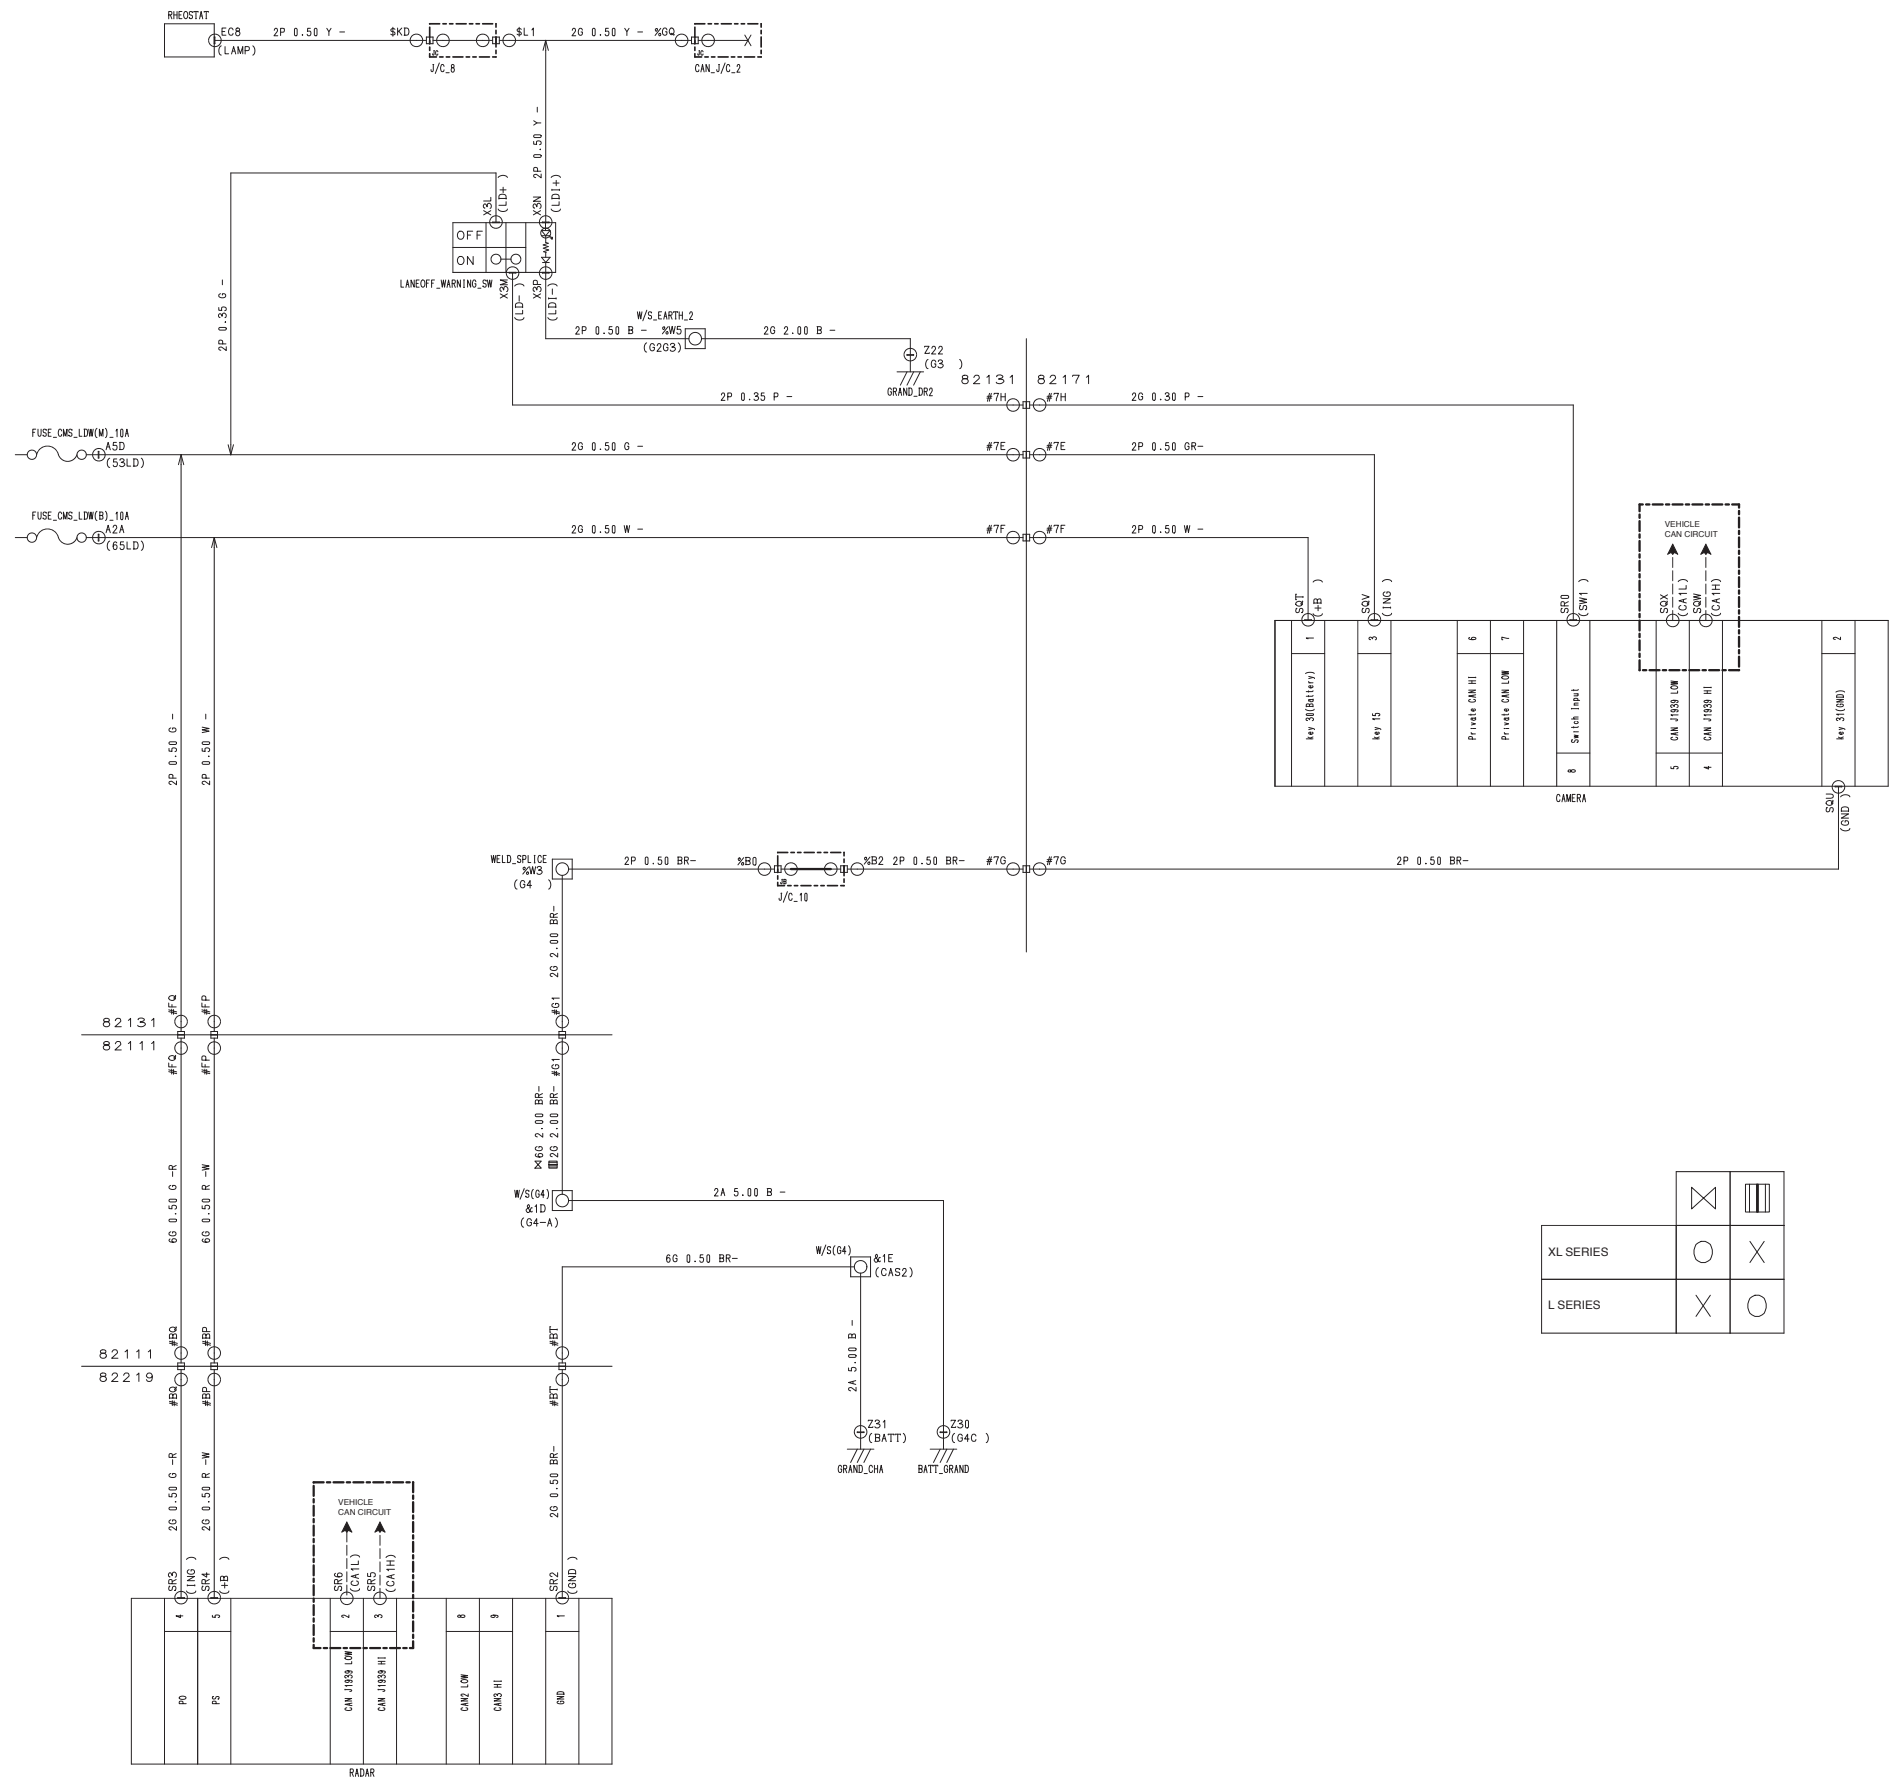 RHEOSTAT
EC8
(LAMP)
2P 0.50 Y -
$KD
JC
J/C_8
$L1
2G 0.50 Y -
%GQ
JC
CAN_J/C_2
2P 0.50 Y -
X3L
(LD+ )
X3N
(LDI+)
OFF
ON
LANEOFF_WARNING_SW
X3M
(LD- )
X3P
(LDI-)
2P 0.35 G -
W/S_EARTH_2
2P 0.50 B -
%W5
(G2G3)
2G 2.00 B -
Z22
(G3 )
GRAND_DR2
82131
82171
2P 0.35 P -
#7H
#7H
2G 0.30 P -
FUSE_CMS_LDW(M)_10A
A5D
(53LD)
2G 0.50 G -
#7E
#7E
2P 0.50 GR-
FUSE_CMS_LDW(B)_10A
A2A
(65LD)
2G 0.50 W -
#7F
#7F
2P 0.50 W -
SQT
(+B )
SQV
(ING )
SR0
(SW1 )
VEHICLE
CAN CIRCUIT
SQX
(CA1L)
SQW
(CA1H)
1
key 30(Battery)
3
key 15
6
Private CAN HI
7
Private CAN LOW
Switch Input
8
CAN J1939 LOW
5
CAN J1939 HI
4
2
key 31(GND)
CAMERA
SQU
(GND )
2P 0.50 G -
2P 0.50 W -
WELD_SPLICE
%W3
(G4 )
2P 0.50 BR-
%B0
JB
J/C_10
%B2
2P 0.50 BR-
#7G
#7G
2P 0.50 BR-
2G 2.00 BR-
#FQ
#FP
#G1
82131
82111
#FQ
#FP
#G1
6G 2.00 BR-
2G 2.00 BR-
6G 0.50 G -R
6G 0.50 R -W
W/S(G4)
&1D
(G4-A)
2A 5.00 B -
6G 0.50 BR-
W/S(G4)
&1E
(CAS2)
2A 5.00 B -
XL SERIES
O
X
L SERIES
X
O
#BQ
#BP
#BT
82111
82219
#BQ
#BP
#BT
Z31
(BATT)
GRAND_CHA
Z30
(G4C )
BATT_GRAND
2G 0.50 G -R
2G 0.50 R -W
2G 0.50 BR-
VEHICLE
CAN CIRCUIT
SR3
(ING )
SR4
(+B )
SR6
(CA1L)
SR5
(CA1H)
SR2
(GND )
4
PO
5
PS
2
CAN J1939 LOW
3
CAN J1939 HI
8
CAN2 LOW
9
CAN3 HI
1
GND
RADAR